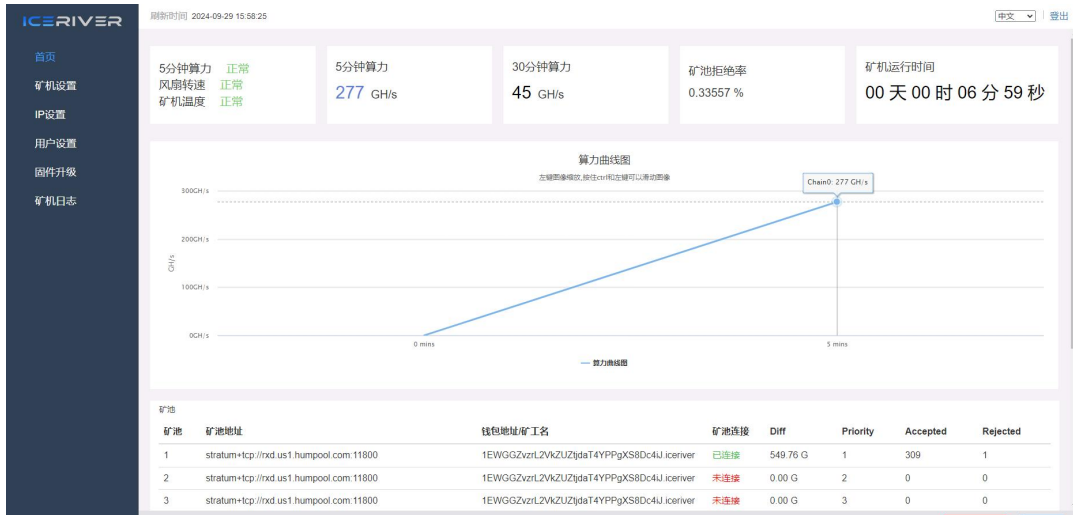 ICERIVER
刷新时间 2024-09-29 15:58:25
中文
登出
首页
矿机设置
IP设置
用户设置
固件升级
矿机日志
5分钟算力 正常
风扇转速 正常
矿机温度 正常
5分钟算力
277 GH/s
30分钟算力
45 GH/s
矿池拒绝率
0.33557 %
矿机运行时间
00 天 00 时 06 分 59 秒
算力曲线图
左键图像缩放,按住ctrl和左键可以滑动图像
Chain0: 277 GH/s
300GH/s
200GH/s
100GH/s
0GH/s
GH/s
0 mins
5 mins
算力曲线图
矿池
矿池 矿池地址 钱包地址/矿工名 矿池连接 Diff Priority Accepted Rejected
1 stratum+tcp://rxd.us1.humpool.com:11800 1EWGGZvzrL2VkZUZtjdaT4YPPgXS8Dc4iJ.iceriver 已连接 549.76 G 1 309 1
2 stratum+tcp://rxd.us1.humpool.com:11800 1EWGGZvzrL2VkZUZtjdaT4YPPgXS8Dc4iJ.iceriver 未连接 0.00 G 2 0 0
3 stratum+tcp://rxd.us1.humpool.com:11800 1EWGGZvzrL2VkZUZtjdaT4YPPgXS8Dc4iJ.iceriver 未连接 0.00 G 3 0 0